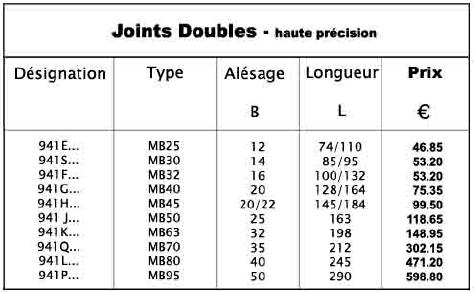 Joints Doubles - haute précision
Désignation Type Alésage Longueur Prix
B L €
941E... MB25 12 74/110 46.85
941S... MB30 14 85/95 53.20
941F... MB32 16 100/132 53.20
941G... MB40 20 128/164 75.35
941H... MB45 20/22 145/184 99.50
941J... MB50 25 163 118.65
941K... MB63 32 198 148.95
941Q... MB70 35 212 302.15
941L... MB80 40 245 471.20
941P... MB95 50 290 598.80